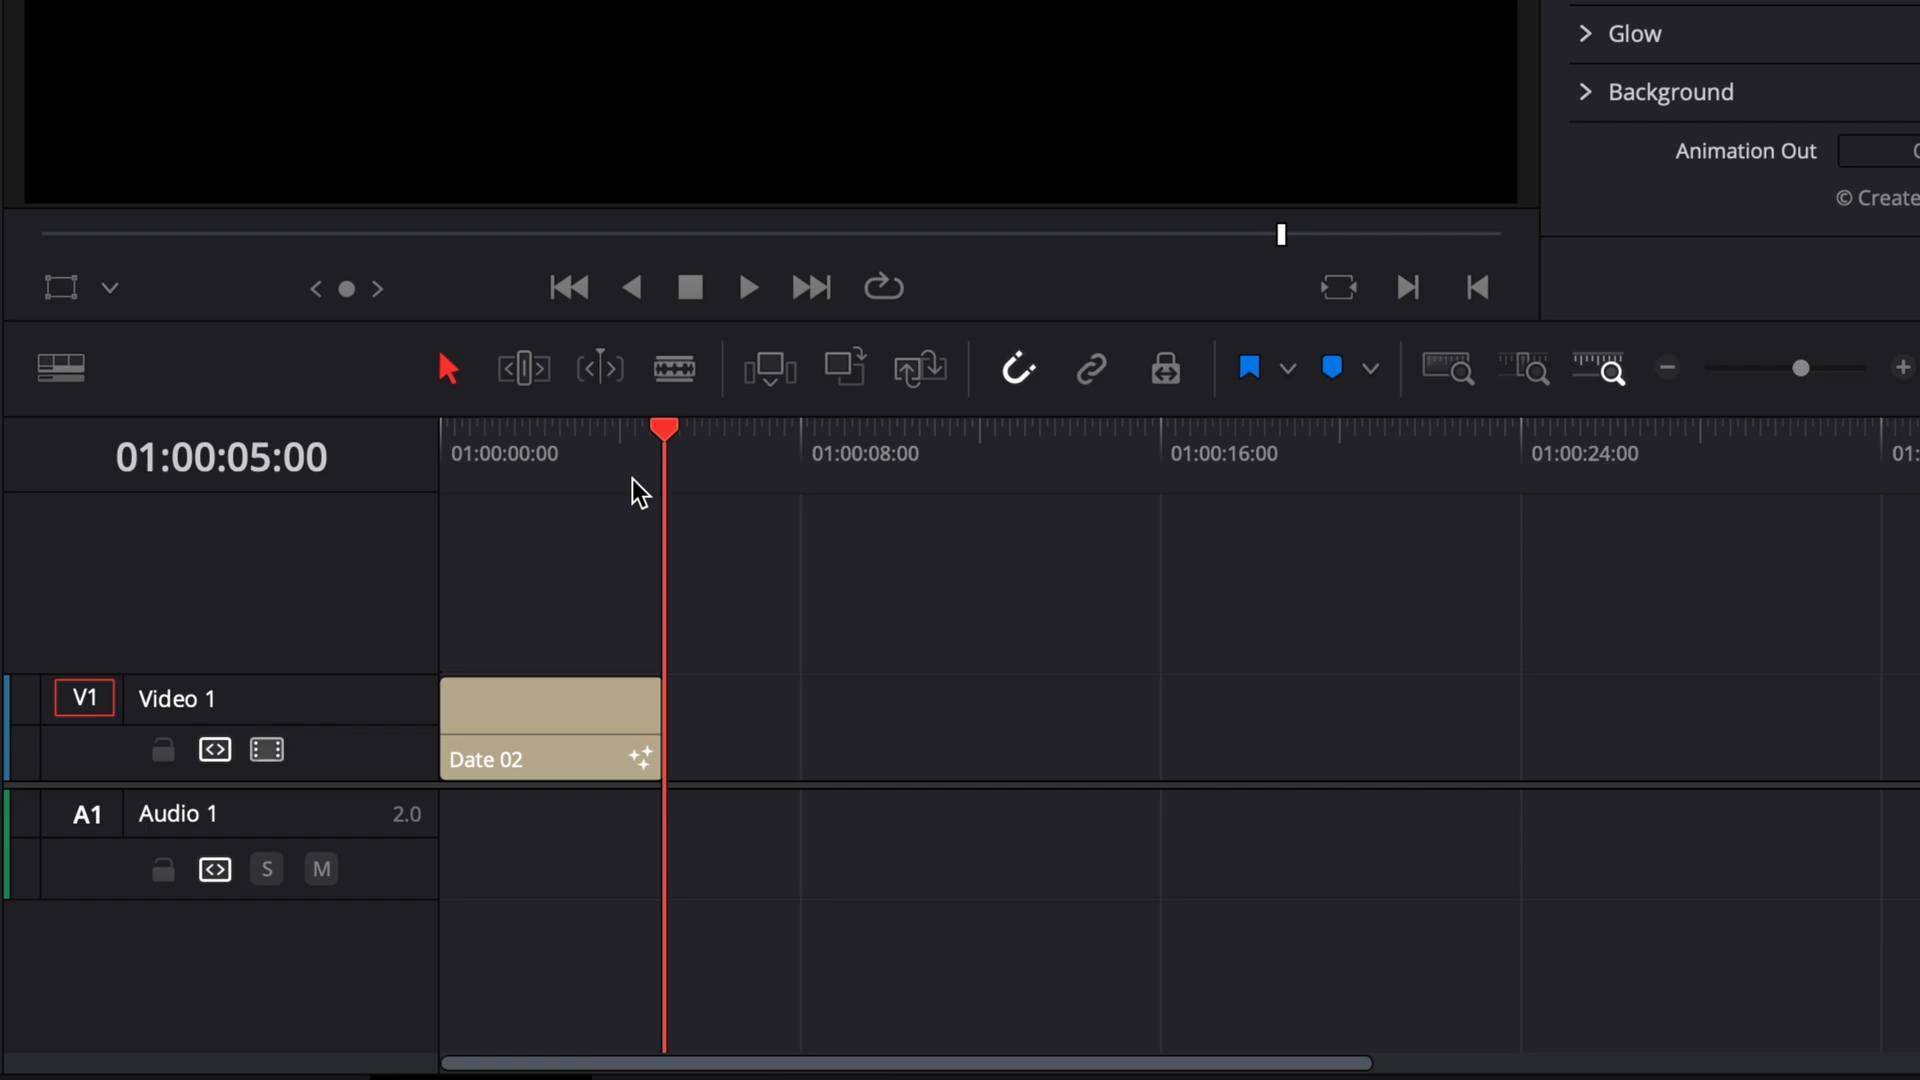 Glow
Background
Animation Out
© Create
01:00:05:00
01:00:00:00
01:00:08:00
01:00:16:00
01:00:24:00
01:
V1
Video 1
Date 02
A1
Audio 1
2.0
S
M